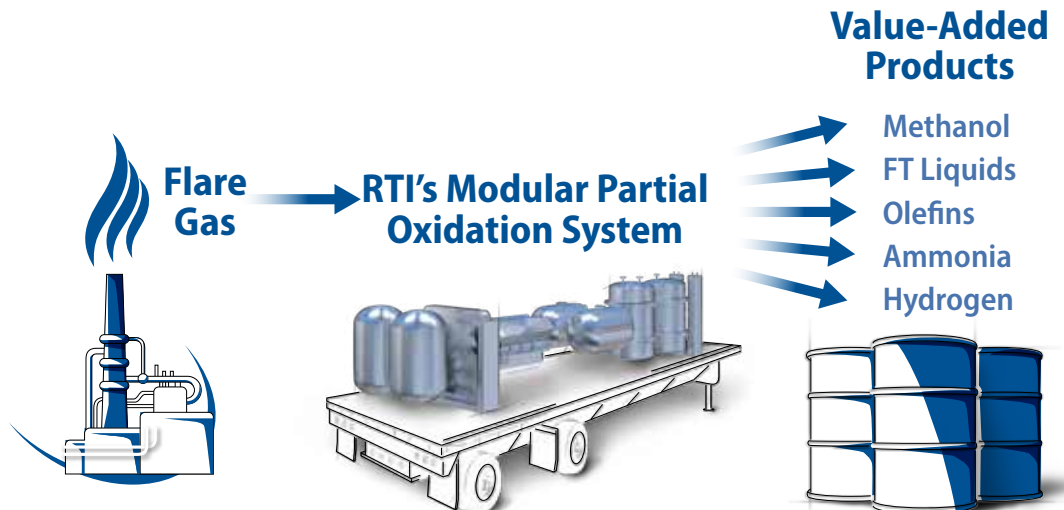 Value-Added
Products
Flare
Gas
RTI's Modular Partial
Oxidation System
Methanol
FT Liquids
Olefins
Ammonia
Hydrogen